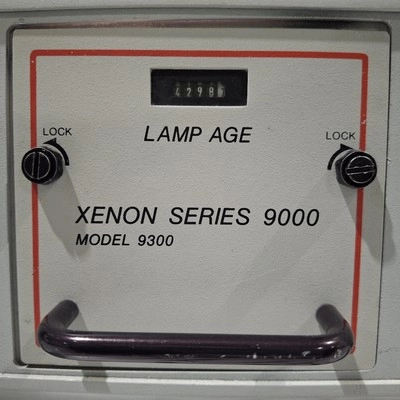 4298
LAMP AGE
LOCK
LOCK
XENON SERIES 9000
MODEL 9300